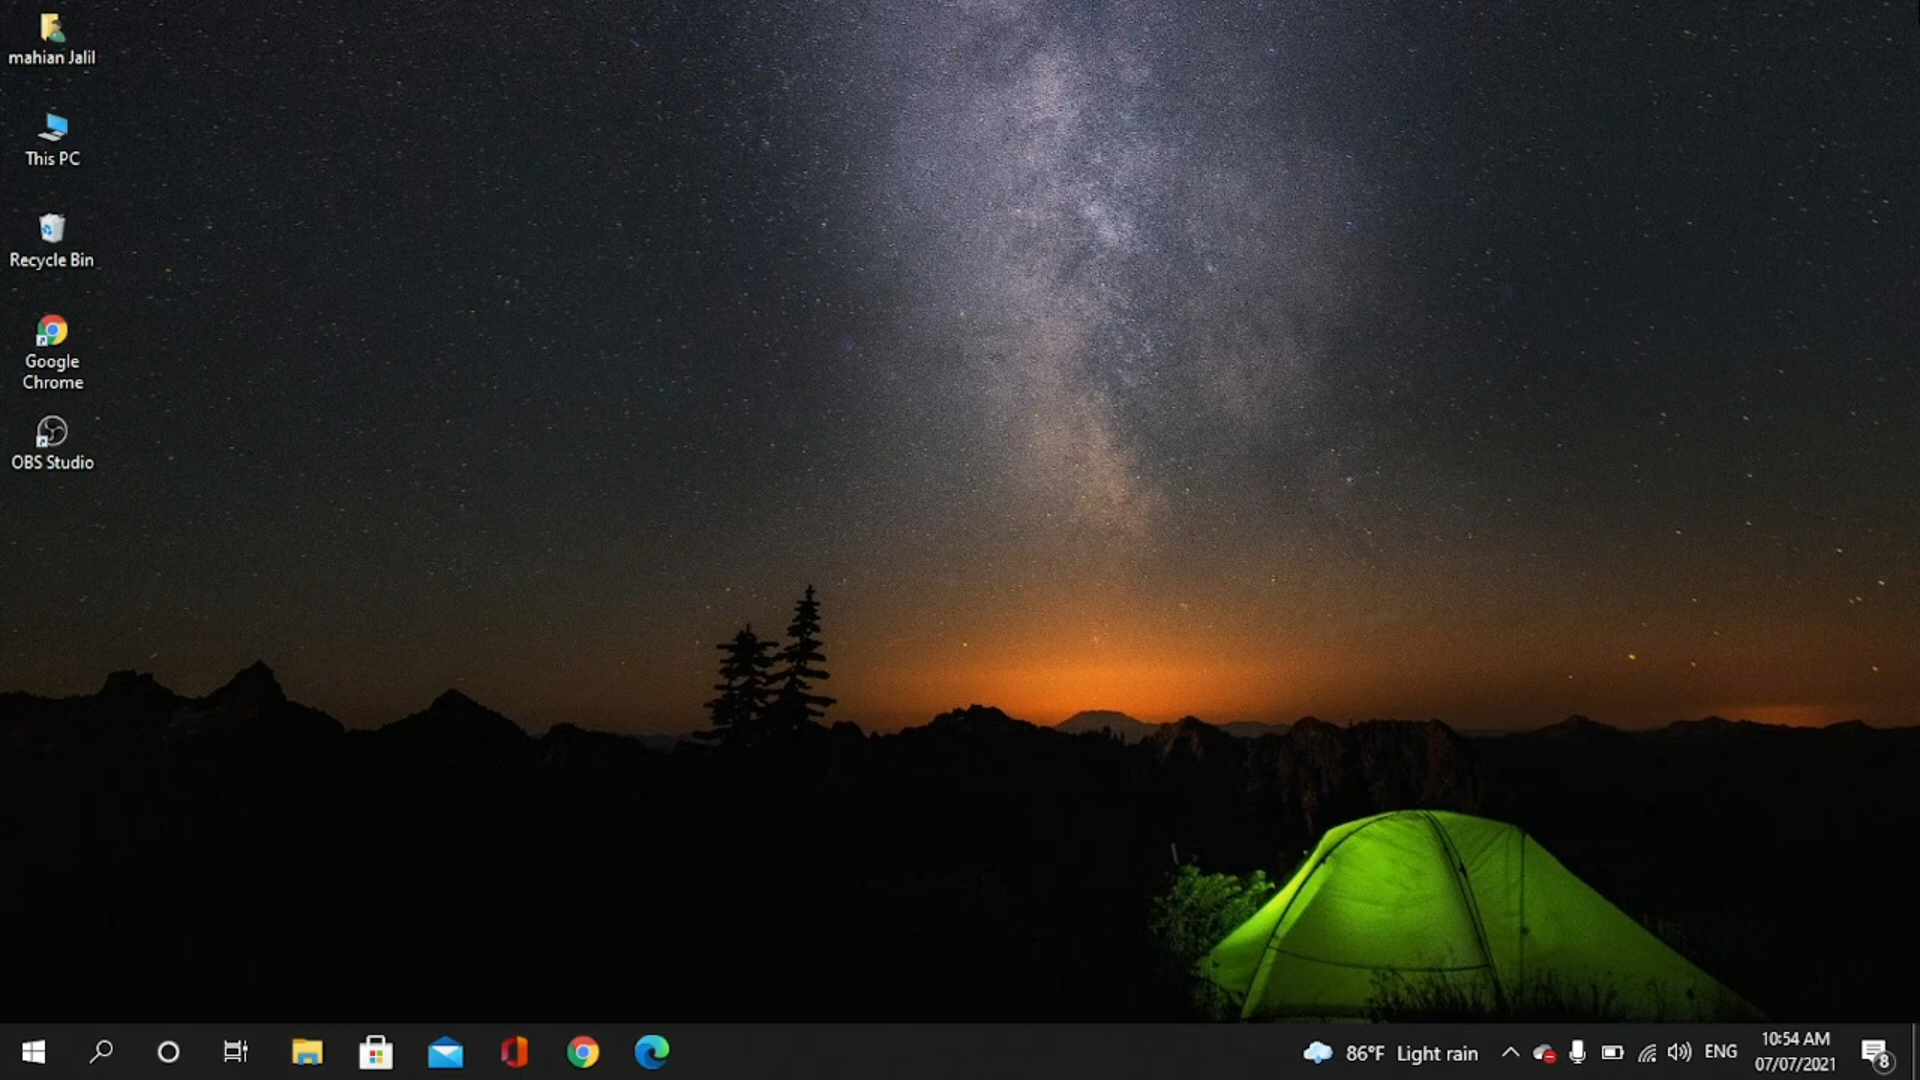 mahian Jalil
This PC
Recycle Bin
Google
Chrome
OBS Studio
86°F Light rain
ENG
10:54 AM
07/07/2021
8